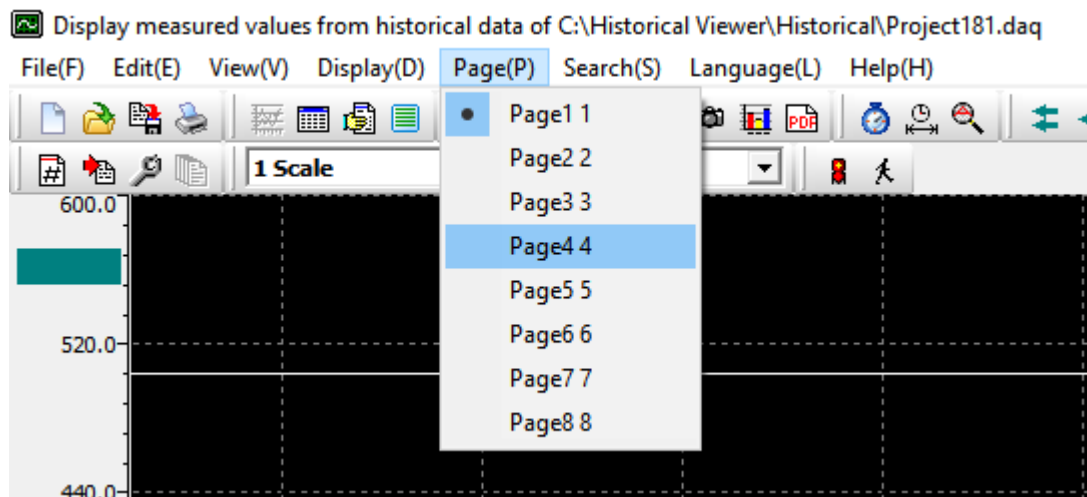 Display measured values from historical data of C:\Historical Viewer\Historical\Project181.daq
File(F) Edit(E) View(V) Display(D) Page(P) Search(S) Language(L) Help(H)
PDF
#
1 Scale
Page1 1
Page2 2
Page3 3
Page4 4
Page5 5
Page6 6
Page7 7
Page8 8
600.0
520.0
440.0